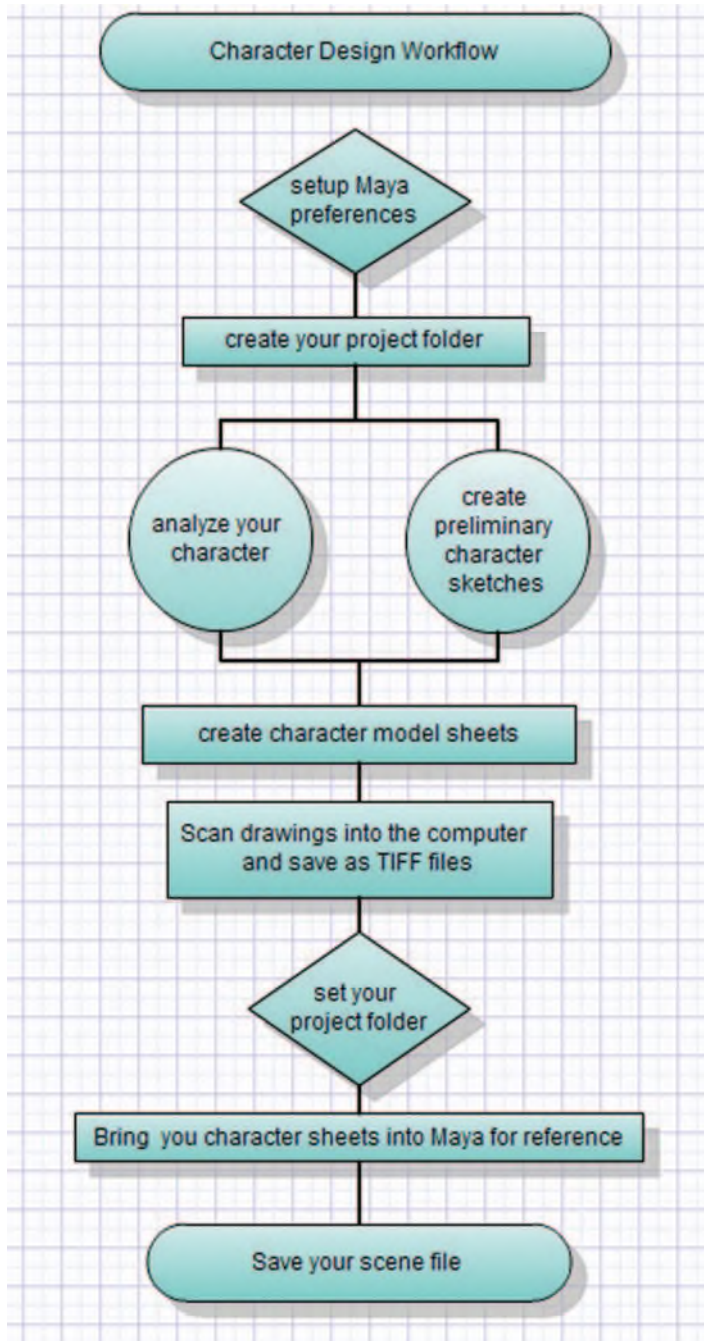 Character Design Workflow
setup Maya
preferences
create your project folder
analyze your
character
create
preliminary
character
sketches
create character model sheets
Scan drawings into the computer
and save as TIFF files
set your
project folder
Bring you character sheets into Maya for reference
Save your scene file